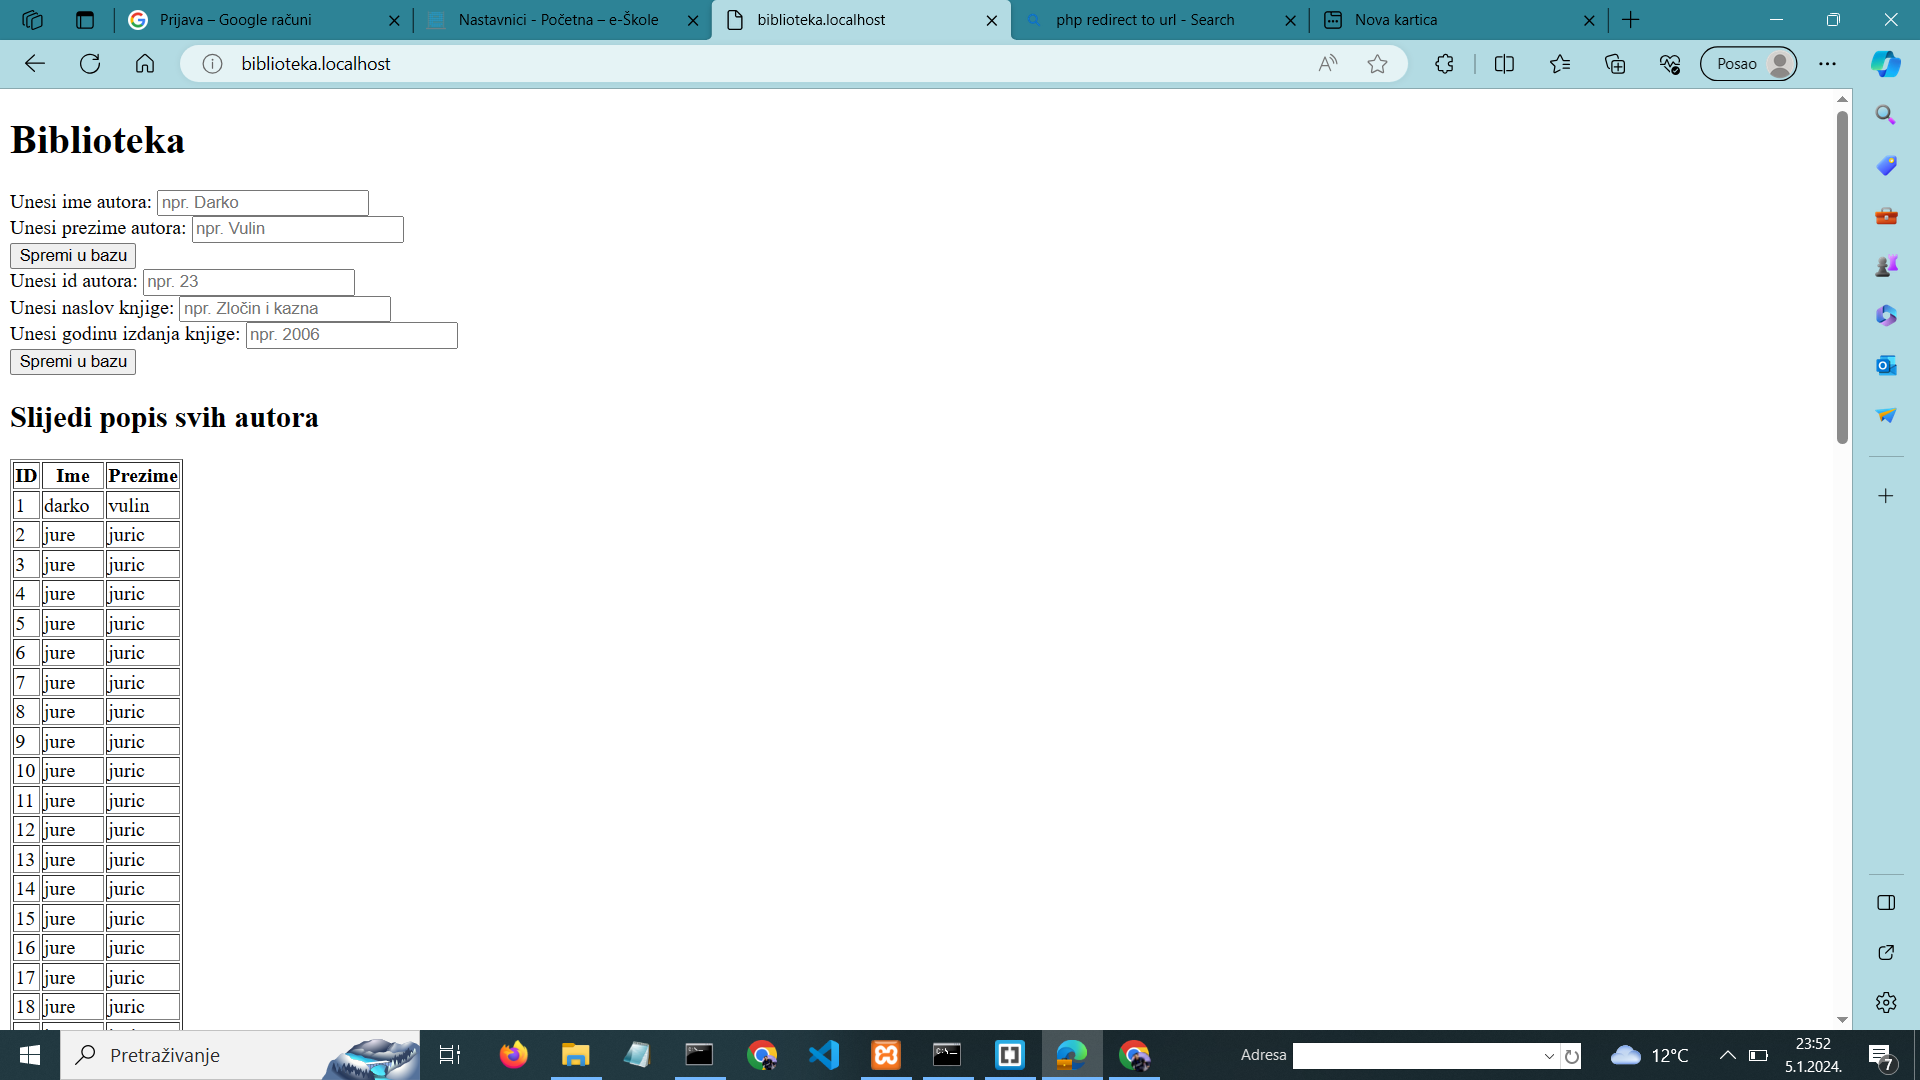 Prijava – Google računi
Nastavnici - Početna – e-Škole
biblioteka.localhost
php redirect to url - Search
Nova kartica
biblioteka.localhost
Posao
Biblioteka
Unesi ime autora: npr. Darko
Unesi prezime autora: npr. Vulin
Spremi u bazu
Unesi id autora: npr. 23
Unesi naslov knjige: npr. Zločin i kazna
Unesi godinu izdanja knjige: npr. 2006
Spremi u bazu
Slijedi popis svih autora
ID Ime Prezime
1 darko vulin
2 jure juric
3 jure juric
4 jure juric
5 jure juric
6 jure juric
7 jure juric
8 jure juric
9 jure juric
10 jure juric
11 jure juric
12 jure juric
13 jure juric
14 jure juric
15 jure juric
16 jure juric
17 jure juric
18 jure juric
Pretraživanje
Adresa
12°C
23:52
5.1.2024.
7